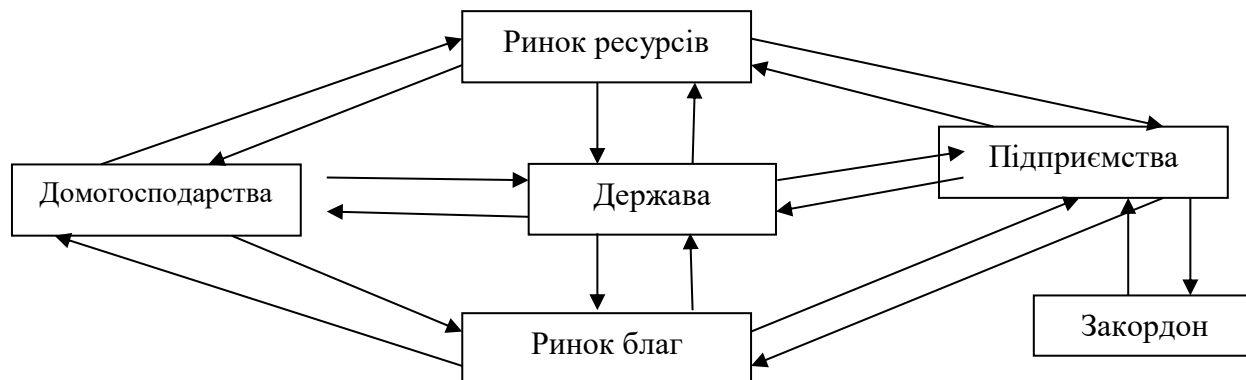 Ринок ресурсів
Підприємства
Домогосподарства
Держава
Закордон
Ринок благ